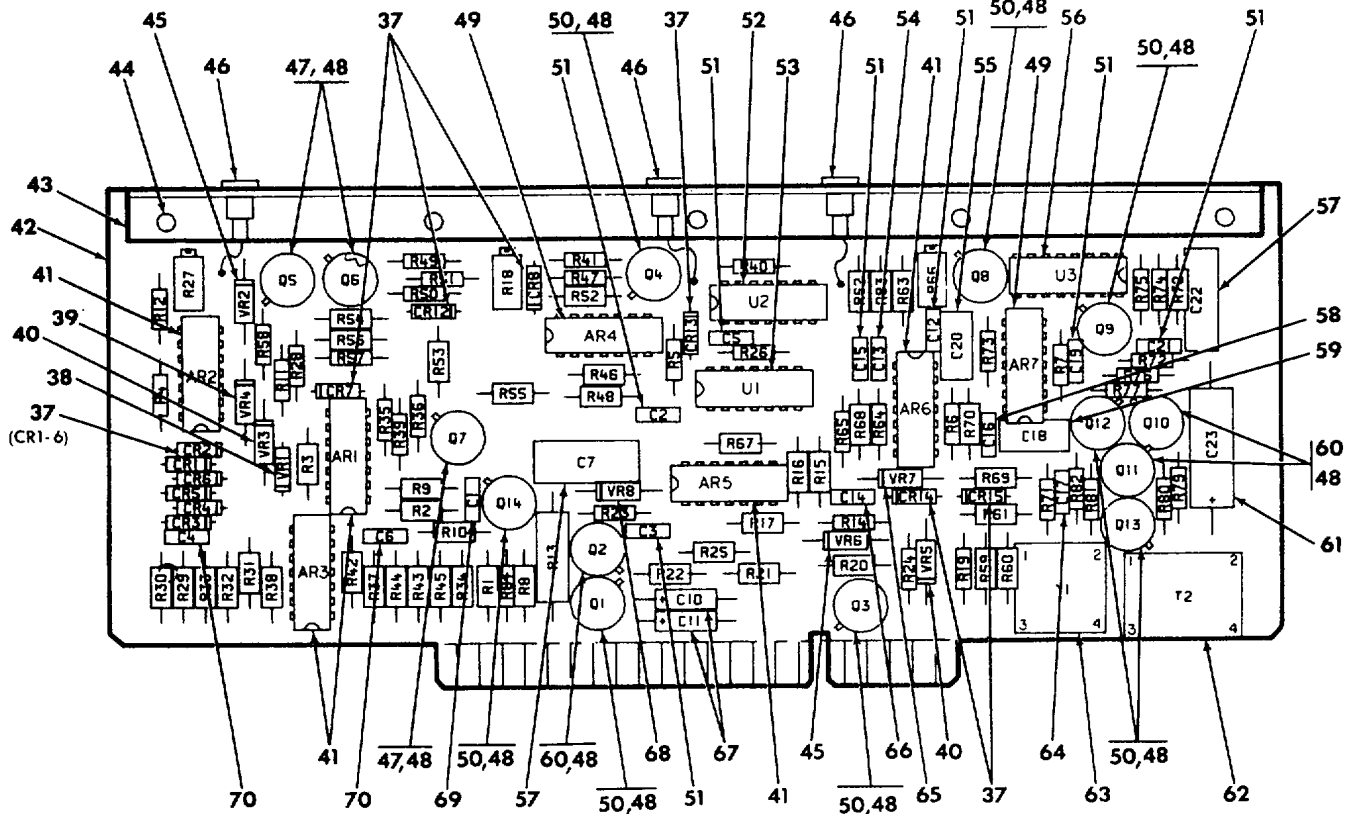 45 37 49 50,48 37 52 46 54 51 50,48 56 51
44 46 47, 48 51 46 51 53 51 41 55 49 51 50,48
43
42
41
39
40
38
37
(CR1-6)
57
58
59
60
48
61
R27 VR2 Q5 Q6 R49 R50 CR12 R18 CR8 R41 R47 R52 Q4 R40 U2 R62 R83 R63 R66 Q8 U3 R75 R74 C22
R58 R54 R56 R57 AR4 CR13 C5 R26 C15 C13 C12 C20 R73 Q9
AR2 R28 R53 R5 AR7 C19 R72
VR4 CR7 R55 R46 R48 U1 AR6 R77
R35 R39 R36 C2 R65 R68 R64 R6 R70 C16 C18 Q12 Q10 C23
VR3 VR1 R3 AR1 Q7 R67
CR2
CR1
CR6
CR5
CR4
CR3
C4
C7 AR5 R16 R15 VR7 R69 Q11
R9 R2 R10 Q14 VR8 R23 C14 CR14 CR15 R61 C17 R82 R81 R80 R79 Q13
AR3 C6 R13 Q2 C3 R17 R14 VR6
R25 R20
R30 R29 R32 R31 R38 R42 R37 R44 R43 R45 R34 R1 R8 Q1 R22 R21 C10 C11 Q3 R24 VR5 R19 R59 R60
1 2 3 4
1 T2 3 4
41 47,48 50,48 60,48 68 67 45 66 40 64 50,48
70 70 69 57 50,48 51 41 50,48 65 37 63 62